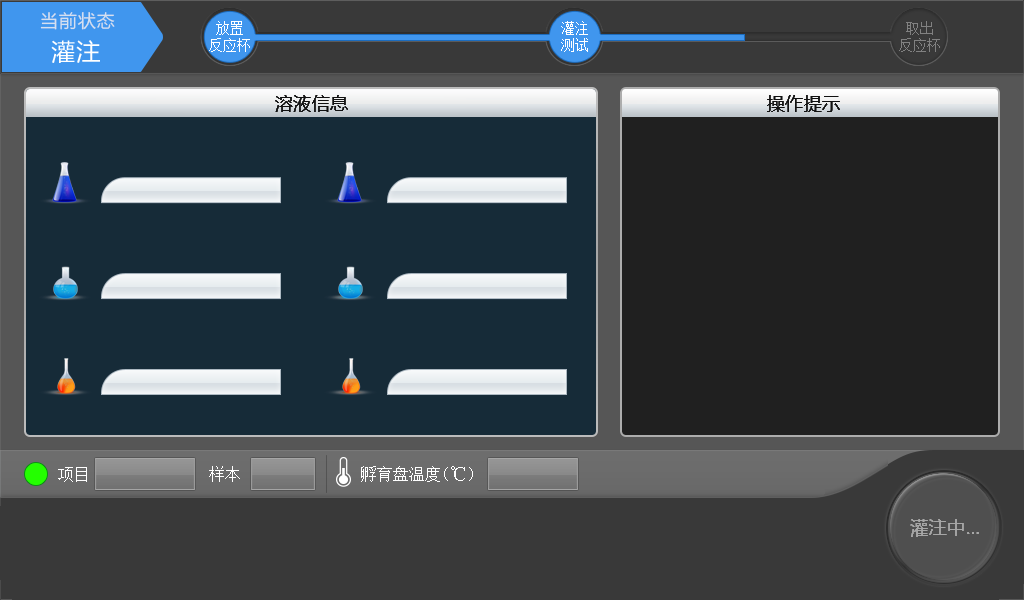 当前状态
灌注
放置
反应杯
灌注
测试
取出
反应杯
溶液信息
操作提示
项目
样本
孵育盘温度(℃)
灌注中...